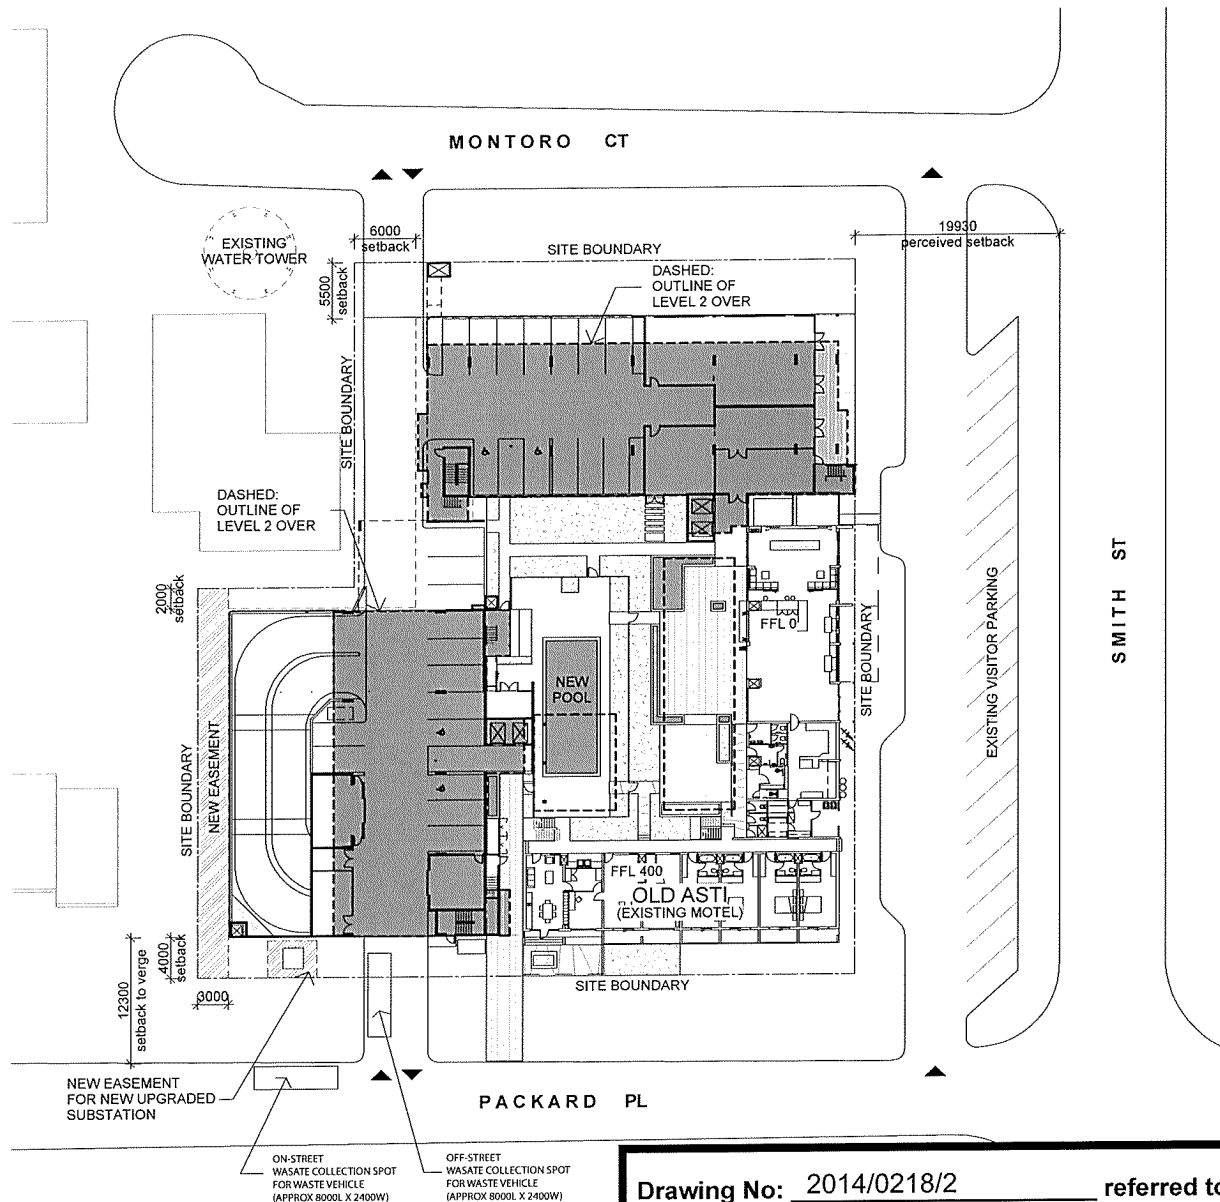 MONTORO CT
EXISTING
WATER TOWER
6000
setback
SITE BOUNDARY
19930
perceived setback
5500
setback
DASHED:
OUTLINE OF
LEVEL 2 OVER
SITE BOUNDARY
DASHED:
OUTLINE OF
LEVEL 2 OVER
2000
setback
SMITH ST
EXISTING VISITOR PARKING
SITE BOUNDARY
FFL 0
NEW
POOL
SITE BOUNDARY
NEW EASEMENT
FFL 400
OLD ASTI
(EXISTING MOTEL)
4000
setback
12300
setback to verge
3000
SITE BOUNDARY
NEW EASEMENT
FOR NEW UPGRADED
SUBSTATION
PACKARD PL
ON-STREET
WASATE COLLECTION SPOT
FOR WASTE VEHICLE
(APPROX 8000L X 2400W)
OFF-STREET
WASATE COLLECTION SPOT
FOR WASTE VEHICLE
(APPROX 8000L X 2400W)
Drawing No: 2014/0218/2 referred to